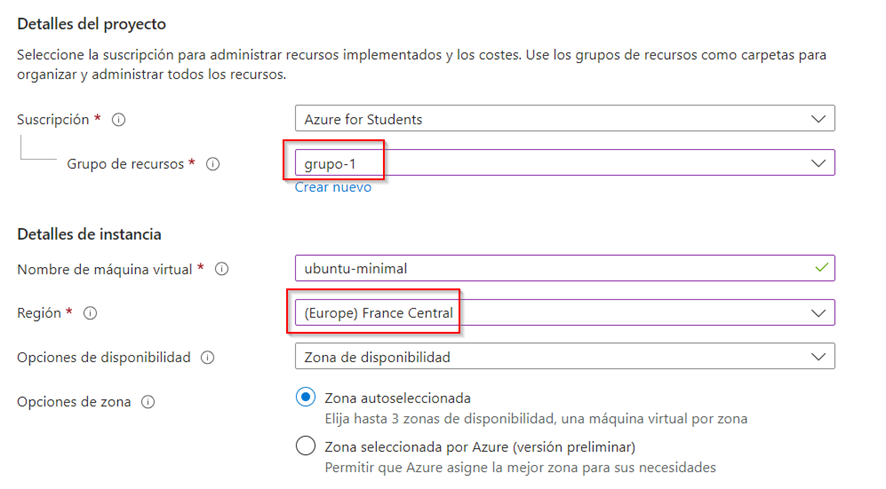 Detalles del proyecto
Seleccione la suscripción para administrar recursos implementados y los costes. Use los grupos de recursos como carpetas para
organizar y administrar todos los recursos.
Suscripción *
Azure for Students
Grupo de recursos *
grupo-1
Crear nuevo
Detalles de instancia
Nombre de máquina virtual *
ubuntu-minimal
Región *
(Europe) France Central
Opciones de disponibilidad
Zona de disponibilidad
Opciones de zona
Zona autoseleccionada
Elija hasta 3 zonas de disponibilidad, una máquina virtual por zona
Zona seleccionada por Azure (versión preliminar)
Permitir que Azure asigne la mejor zona para sus necesidades